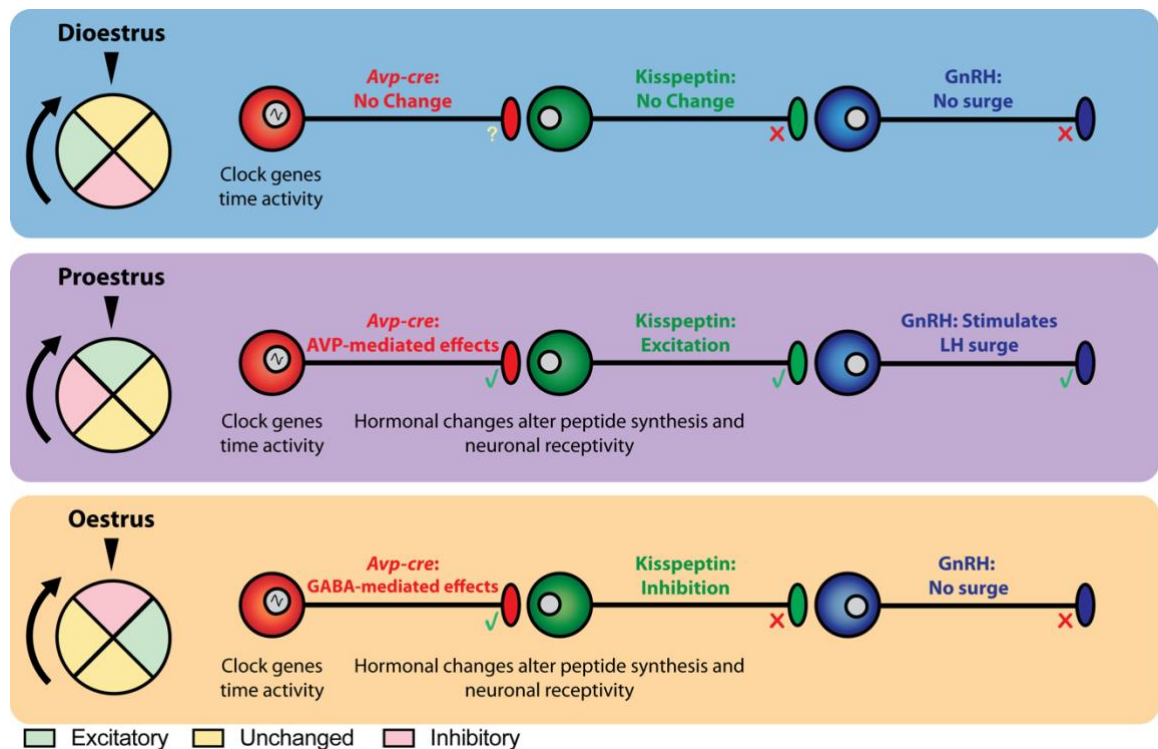 Dioestrus
Avp-cre:
No Change
Kisspeptin:
No Change
GnRH:
No surge
?
Clock genes
time activity
Proestrus
Avp-cre:
AVP-mediated effects
Kisspeptin:
Excitation
GnRH: Stimulates
LH surge
Clock genes
time activity
Hormonal changes alter peptide synthesis and
neuronal receptivity
Oestrus
Avp-cre:
GABA-mediated effects
Kisspeptin:
Inhibition
GnRH:
No surge
Clock genes
time activity
Hormonal changes alter peptide synthesis and
neuronal receptivity
Excitatory
Unchanged
Inhibitory